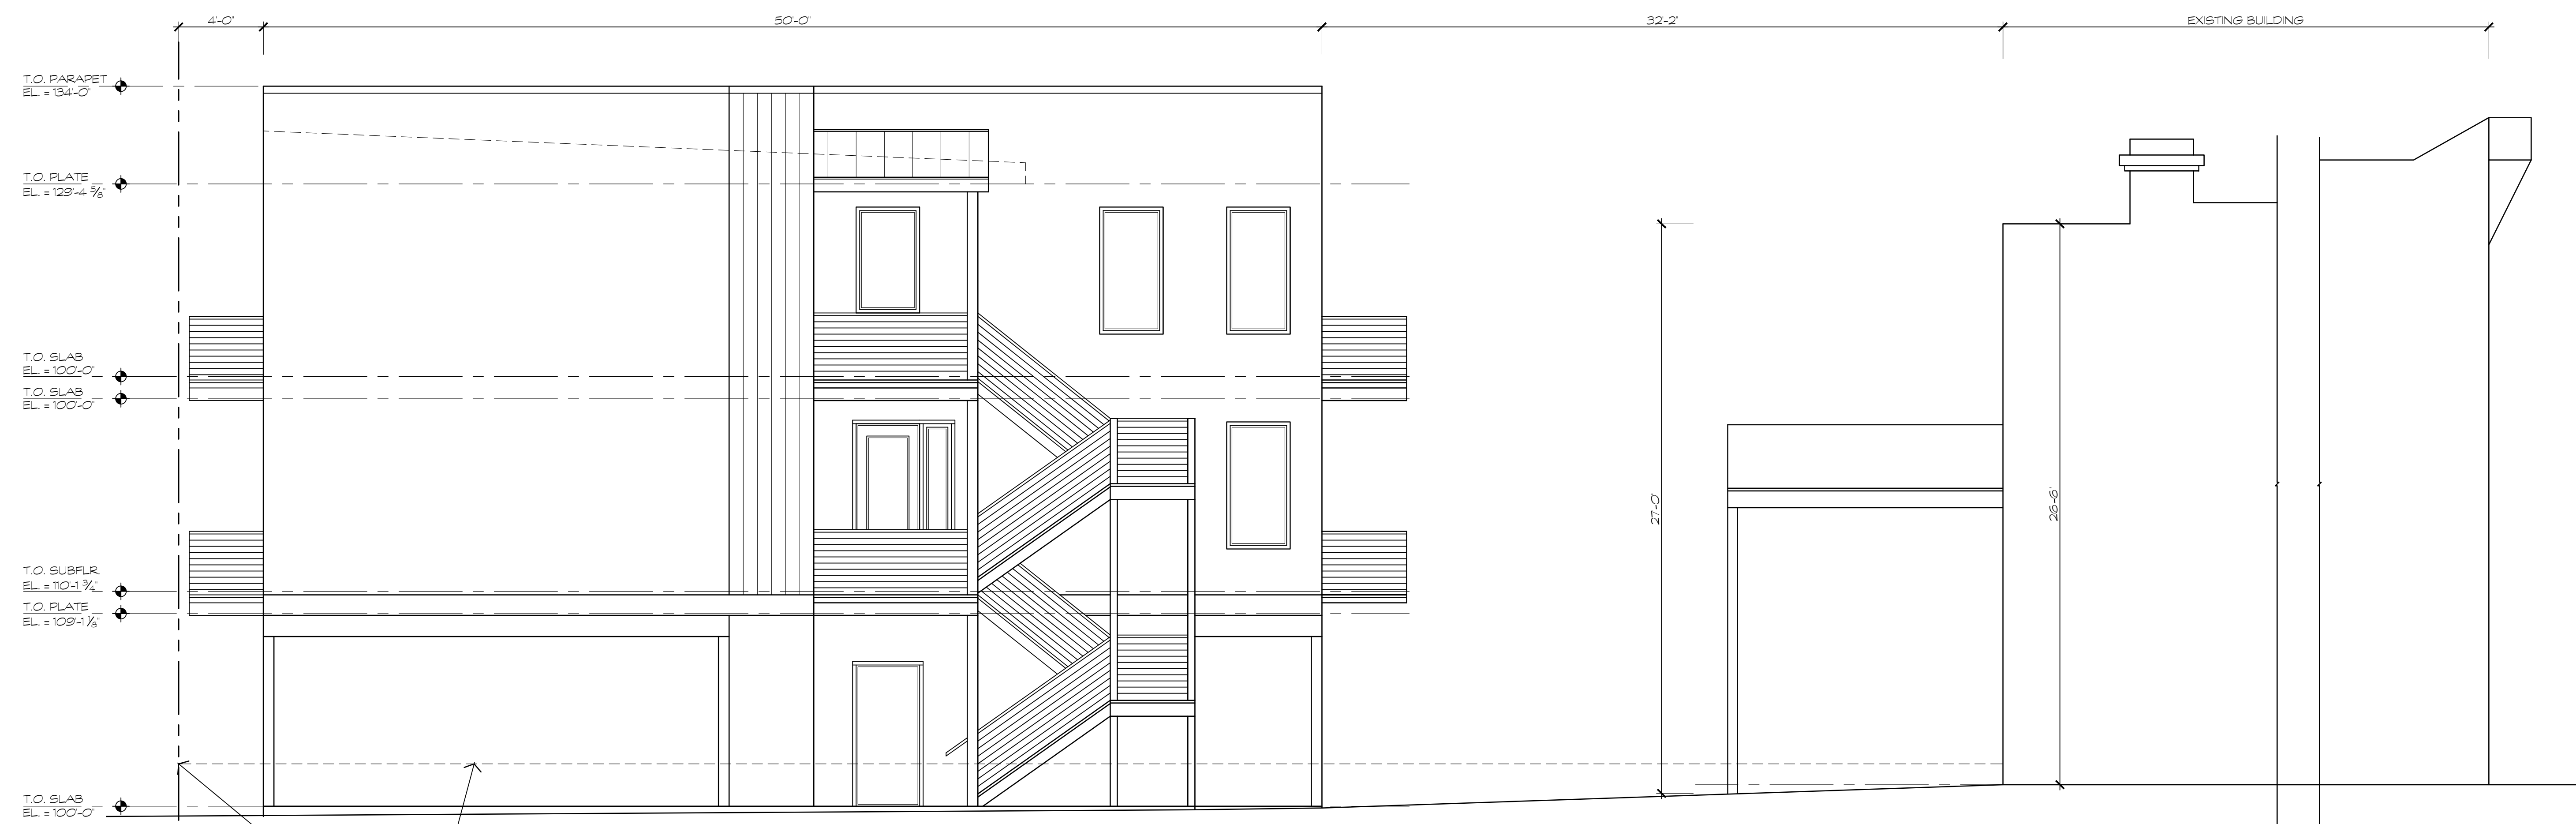 4'-0"
50'-0"
32'-2"
EXISTING BUILDING
T.O. PARAPET
EL. = 134'-0"
T.O. PLATE
EL. = 129'-4 5/8"
T.O. SLAB
EL. = 100'-0"
T.O. SLAB
EL. = 100'-0"
27'-0"
26'-6"
T.O. SUBFLR.
EL. = 110'-1 3/4"
T.O. PLATE
EL. = 109'-1 1/8"
T.O. SLAB
EL. = 100'-0"